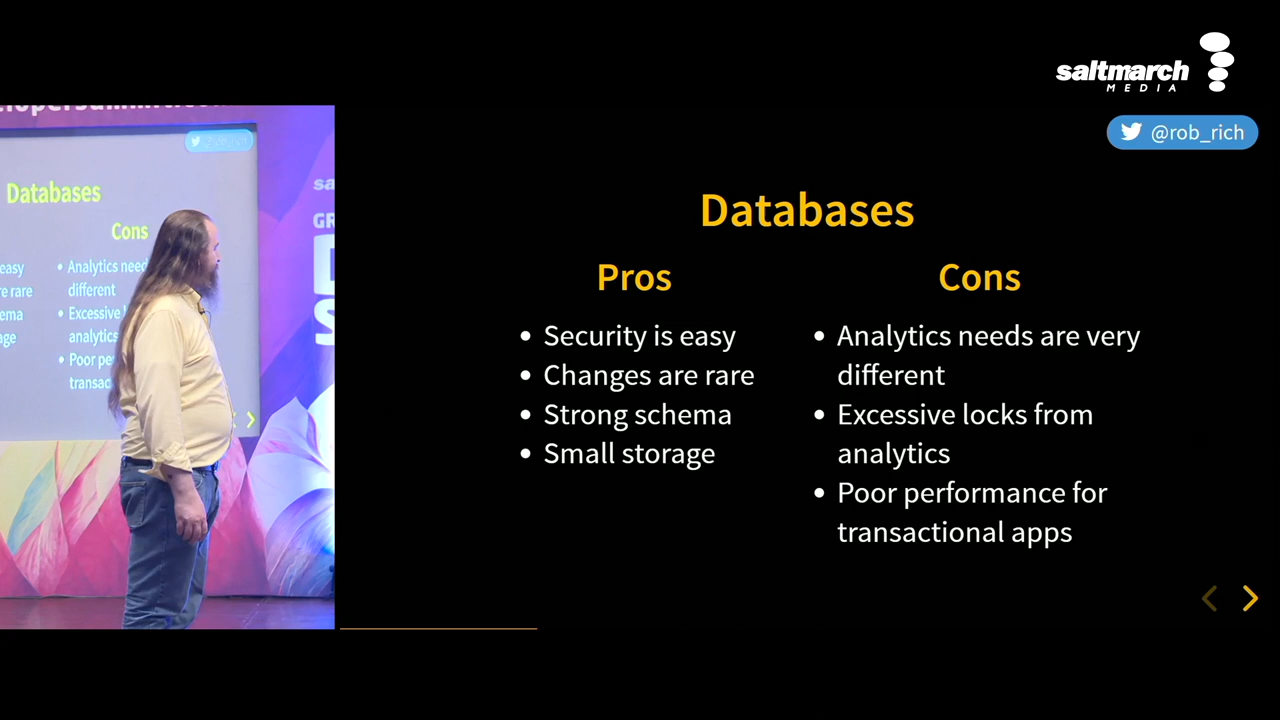 saltmarch
MEDIA
@rob_rich
Databases
Pros
Cons
Security is easy
Changes are rare
Strong schema
Small storage
Analytics needs are very
different
Excessive locks from
analytics
Poor performance for
transactional apps
Databases
Cons
easy
Analytics need
different
Excessive
analytics
transac